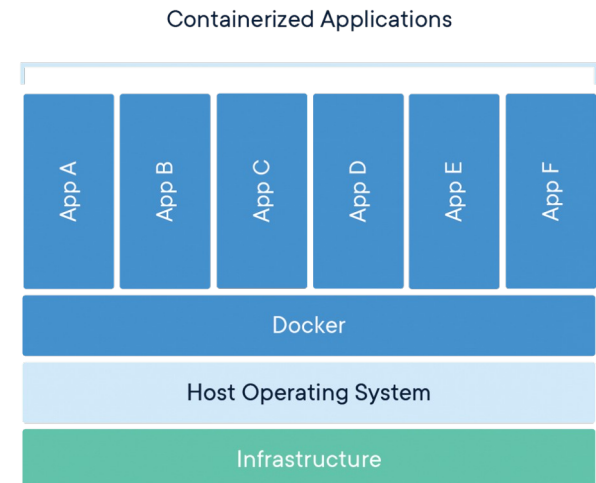 Containerized Applications
App A
App B
App C
App D
App E
App F
Docker
Host Operating System
Infrastructure